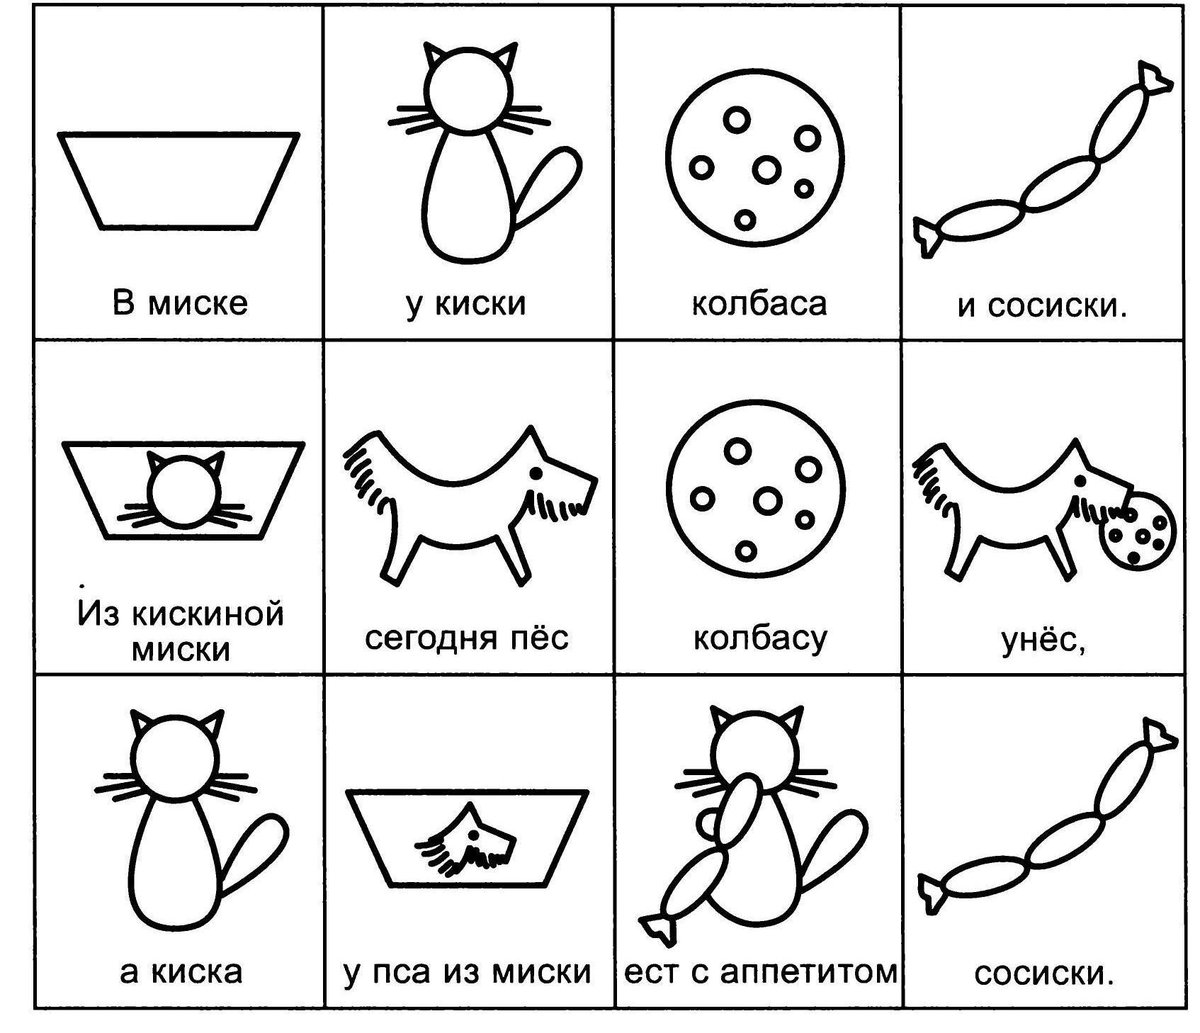 В миске
у киски
колбаса
и сосиски.
Из кискиной
миски
сегодня пёс
колбасу
унёс,
а киска
у пса из миски
ест с аппетитом
сосиски.